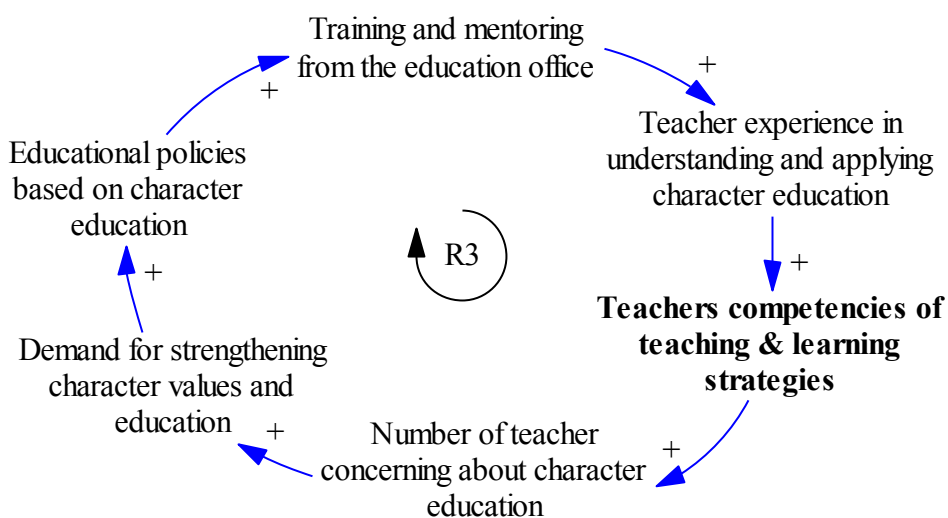 Training and mentoring
from the education office
+
Teacher experience in
understanding and applying
character education
+
Teachers competencies of
teaching & learning
strategies
+
Number of teacher
concerning about character
education
+
Demand for strengthening
character values and
education
+
Educational policies
based on character
education
+
R3